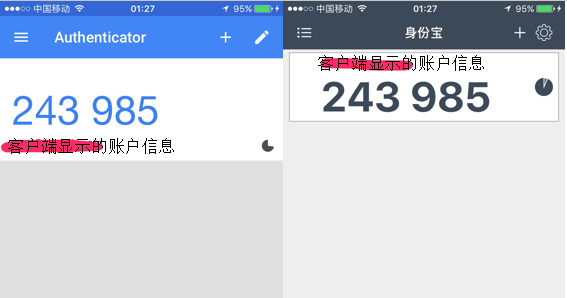 中国移动 01:27 95%
Authenticator
243 985
客户端显示的账户信息
中国移动 01:27 95%
身份宝
客户端显示的账户信息
243 985